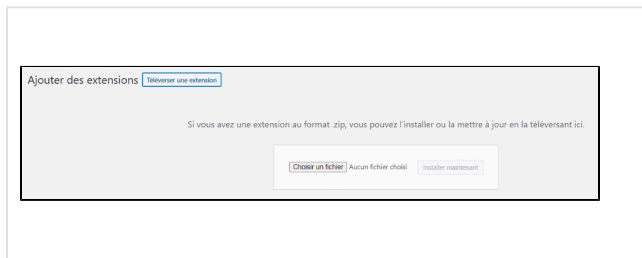 Ajouter des extensions Téléverser une extension
Si vous avez une extension au format .zip, vous pouvez l'installer ou la mettre à jour en la téléversant ici.
Choisir un fichier Aucun fichier choisi Installer maintenant